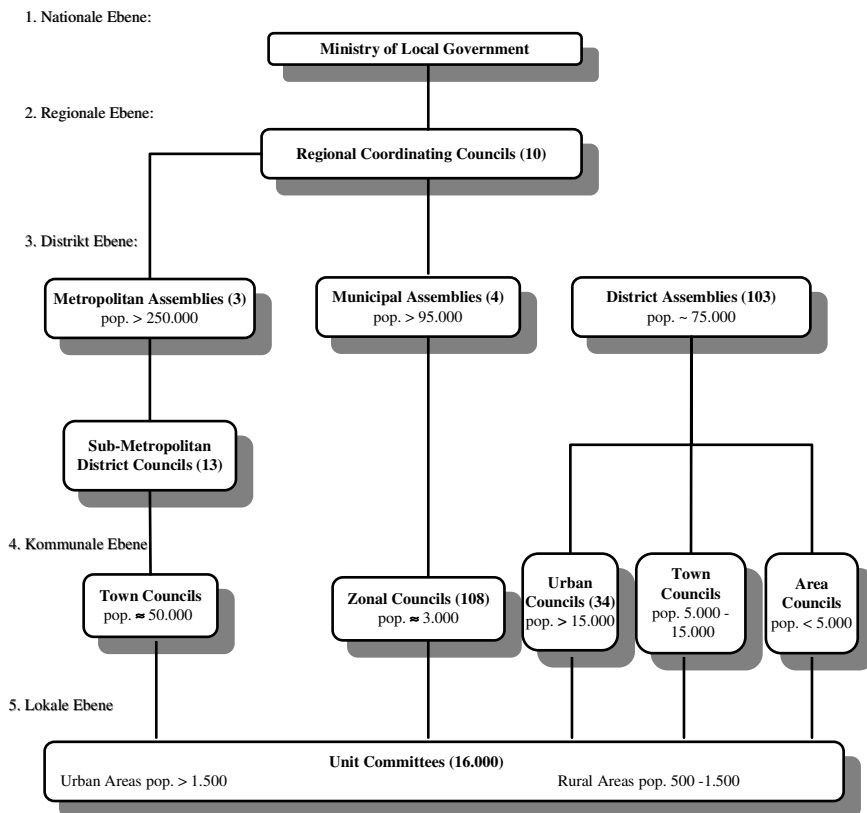 1. Nationale Ebene:
Ministry of Local Government
2. Regionale Ebene:
Regional Coordinating Councils (10)
3. Distrikt Ebene:
Metropolitan Assemblies (3)
pop. > 250.000
Municipal Assemblies (4)
pop. > 95.000
District Assemblies (103)
pop. ~ 75.000
Sub-Metropolitan
District Councils (13)
4. Kommunale Ebene
Town Councils
pop. ≈ 50.000
Zonal Councils (108)
pop. ≈ 3.000
Urban
Councils (34)
pop. > 15.000
Town
Councils
pop. 5.000 -
15.000
Area
Councils
pop. < 5.000
5. Lokale Ebene
Unit Committees (16.000)
Urban Areas pop. > 1.500
Rural Areas pop. 500 -1.500